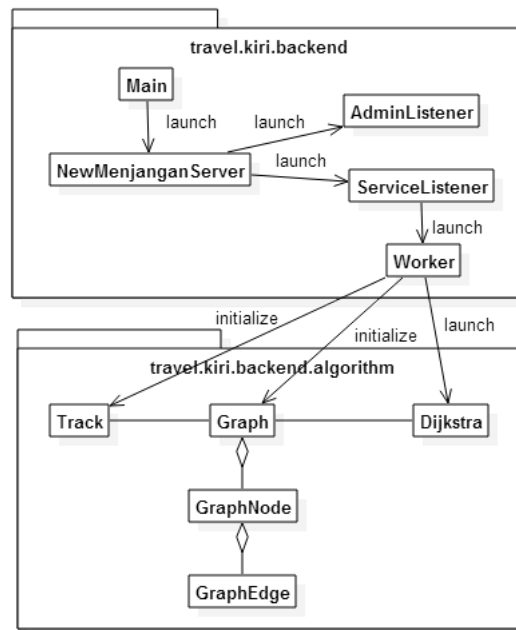 travel.kiri.backend
Main
AdminListener
launch
launch
NewMenjanganServer
launch
ServiceListener
launch
Worker
initialize
initialize
launch
travel.kiri.backend.algorithm
Track
Graph
Dijkstra
GraphNode
GraphEdge